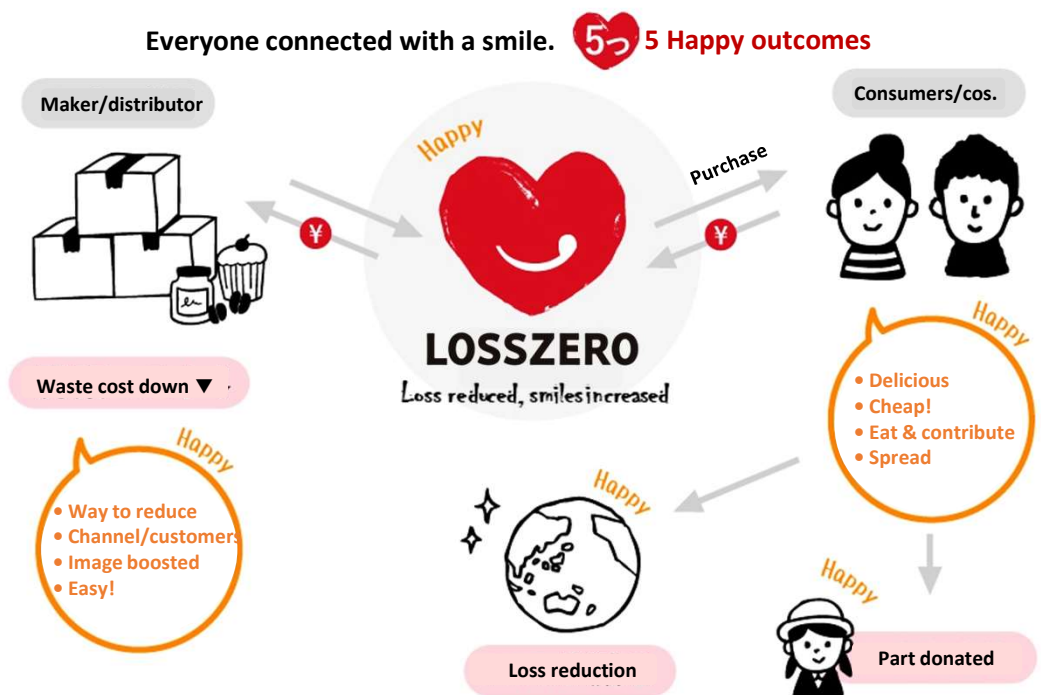 Everyone connected with a smile.
5つ
5 Happy outcomes
Maker/distributor
Consumers/cos.
Happy
Purchase
¥
¥
LOSSZERO
Loss reduced, smiles increased
Waste cost down ▼
Happy
• Way to reduce
• Channel/customers
• Image boosted
• Easy!
Happy
• Delicious
• Cheap!
• Eat & contribute
• Spread
Happy
Loss reduction
Happy
Part donated